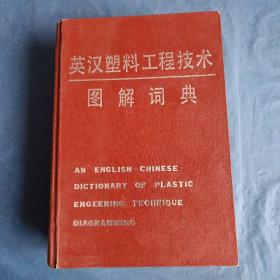 英汉塑料工程技术
图解词典
AN ENGLISH-CHINESE
DICTIONARY OF PLASTIC
ENGEERING TECHNIQUE
DIAGRAMMING